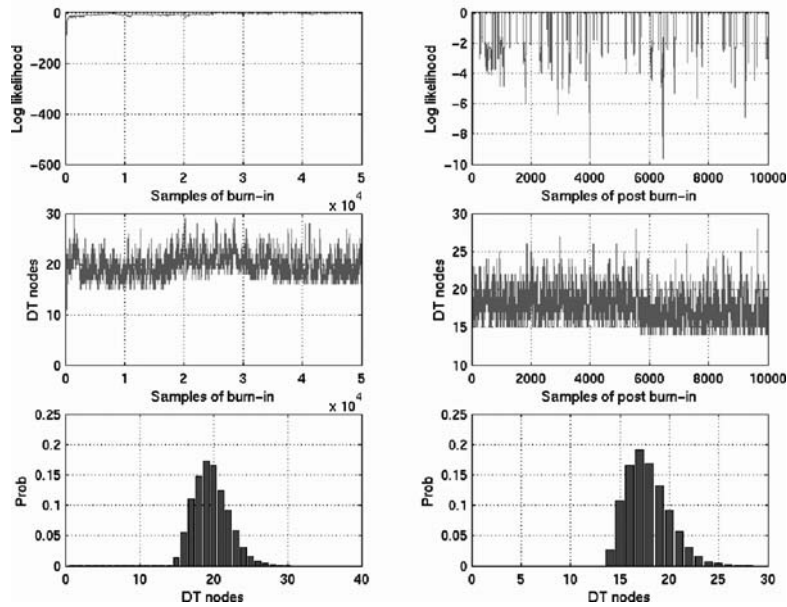 0
-200
-400
-600
Log likelihood
0 1 2 3 4 5
Samples of burn-in
x 10^4
0
-2
-4
-6
-8
-10
Log likelihood
0 2000 4000 6000 8000 10000
Samples of post burn-in
30
20
10
0
DT nodes
0 1 2 3 4 5
Samples of burn-in
x 10^4
30
25
20
15
10
DT nodes
0 2000 4000 6000 8000 10000
Samples of post burn-in
0.25
0.2
0.15
0.1
0.05
0
Prob
0 10 20 30 40
DT nodes
0.25
0.2
0.15
0.1
0.05
0
Prob
0 5 10 15 20 25 30
DT nodes